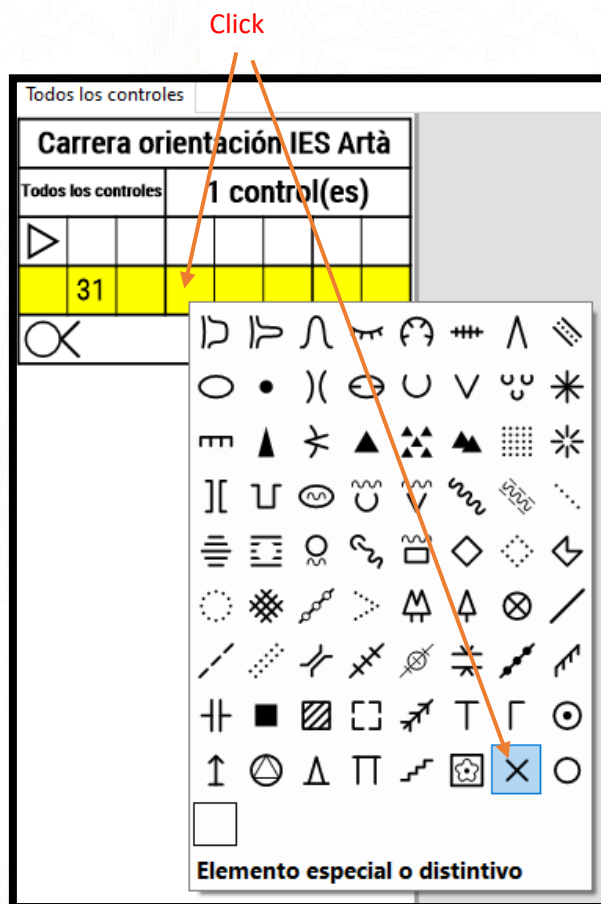 Click
Todos los controles
Carrera orientación IES Artà
Todos los controles 1 control(es)
31
Elemento especial o distintivo